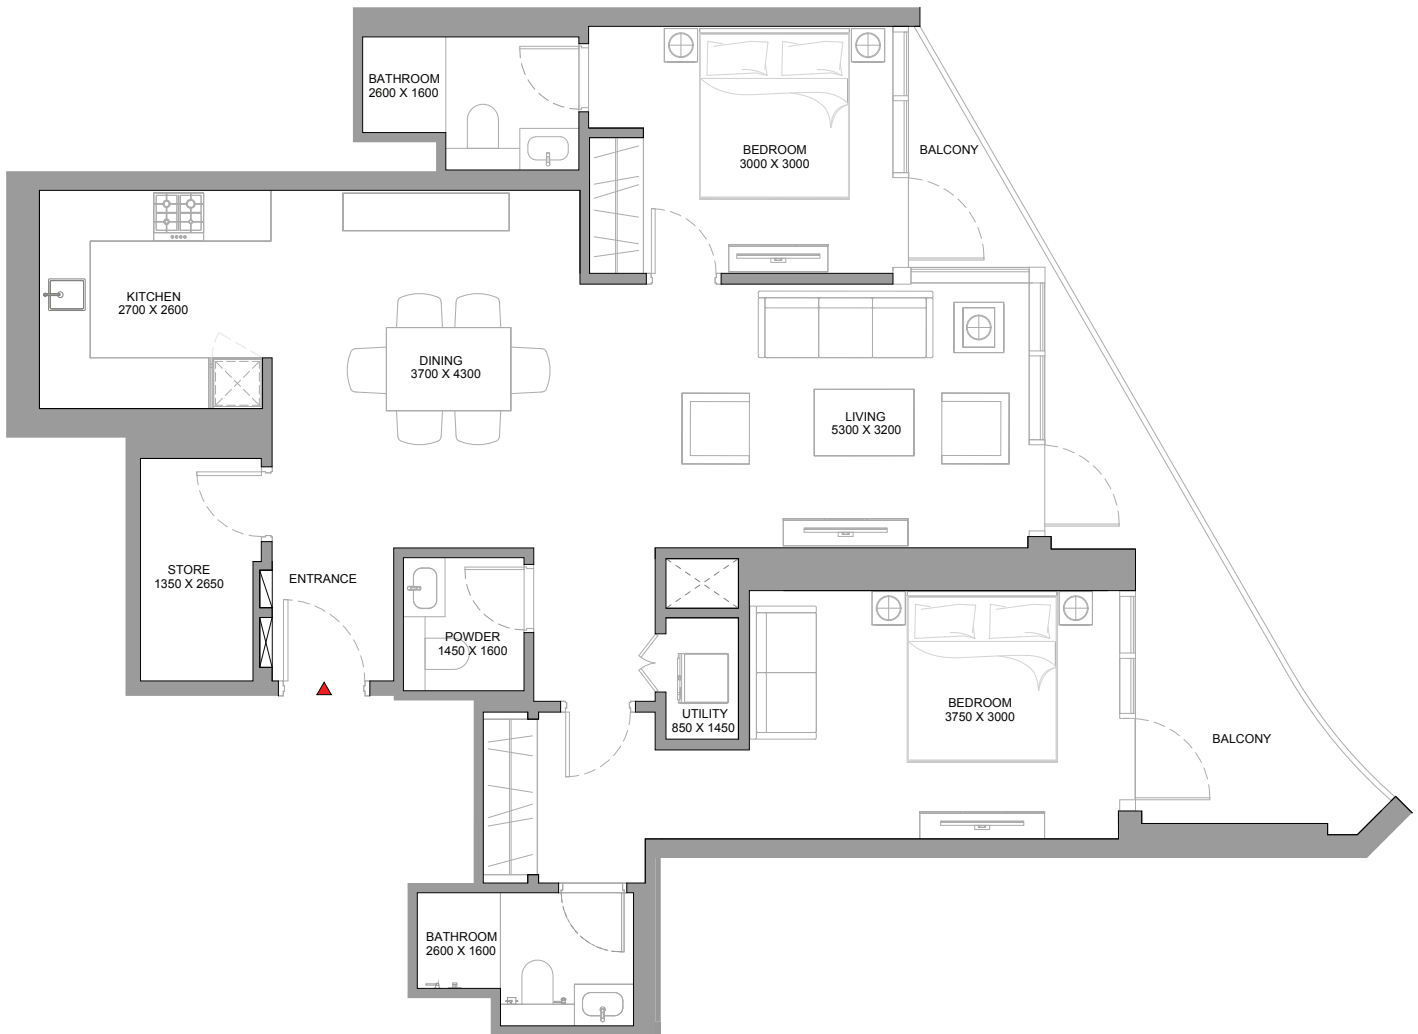 BATHROOM
2600 X 1600
BEDROOM
3000 X 3000
BALCONY
KITCHEN
2700 X 2600
DINING
3700 X 4300
LIVING
5300 X 3200
STORE
1350 X 2650
ENTRANCE
POWDER
1450 X 1600
UTILITY
850 X 1450
BEDROOM
3750 X 3000
BALCONY
BATHROOM
2600 X 1600